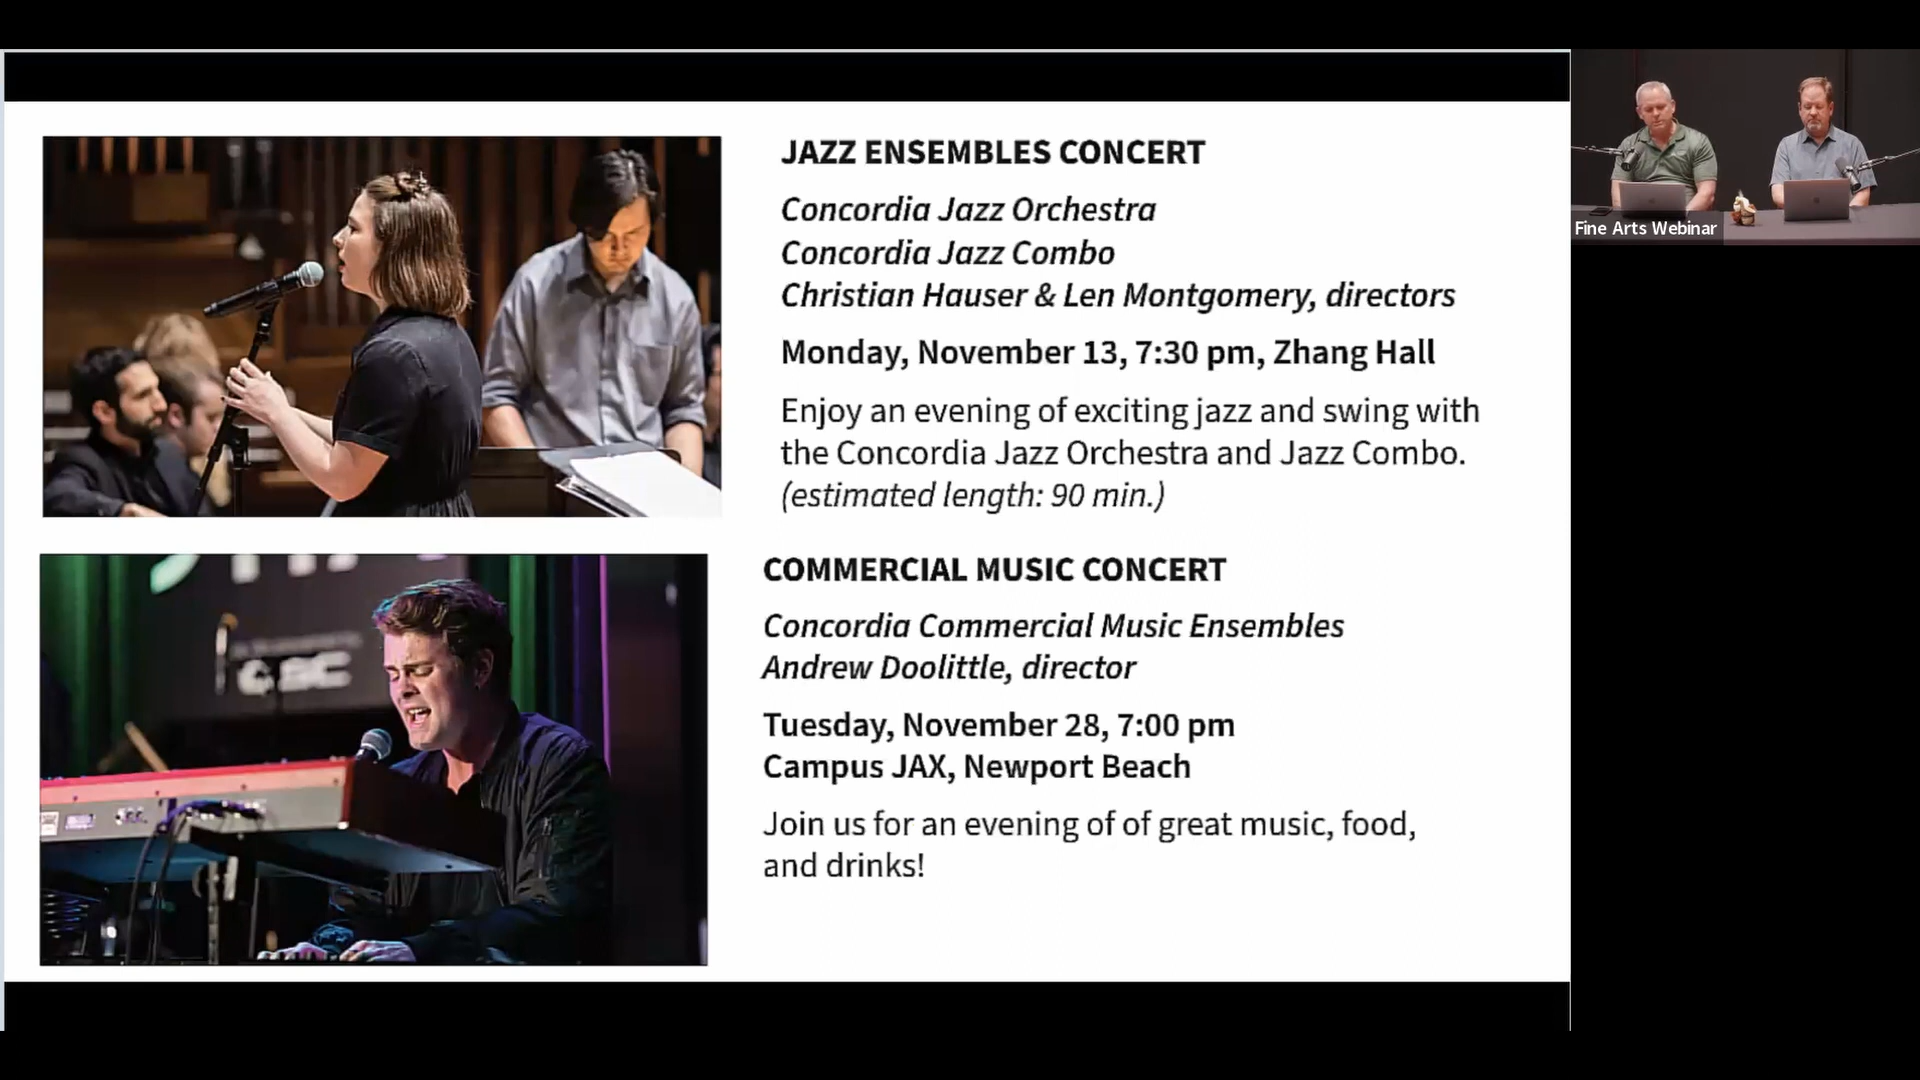 JAZZ ENSEMBLES CONCERT
Concordia Jazz Orchestra
Concordia Jazz Combo
Christian Hauser & Len Montgomery, directors
Monday, November 13, 7:30 pm, Zhang Hall
Enjoy an evening of exciting jazz and swing with
the Concordia Jazz Orchestra and Jazz Combo.
(estimated length: 90 min.)
COMMERCIAL MUSIC CONCERT
Concordia Commercial Music Ensembles
Andrew Doolittle, director
Tuesday, November 28, 7:00 pm
Campus JAX, Newport Beach
Join us for an evening of of great music, food,
and drinks!
Fine Arts Webinar